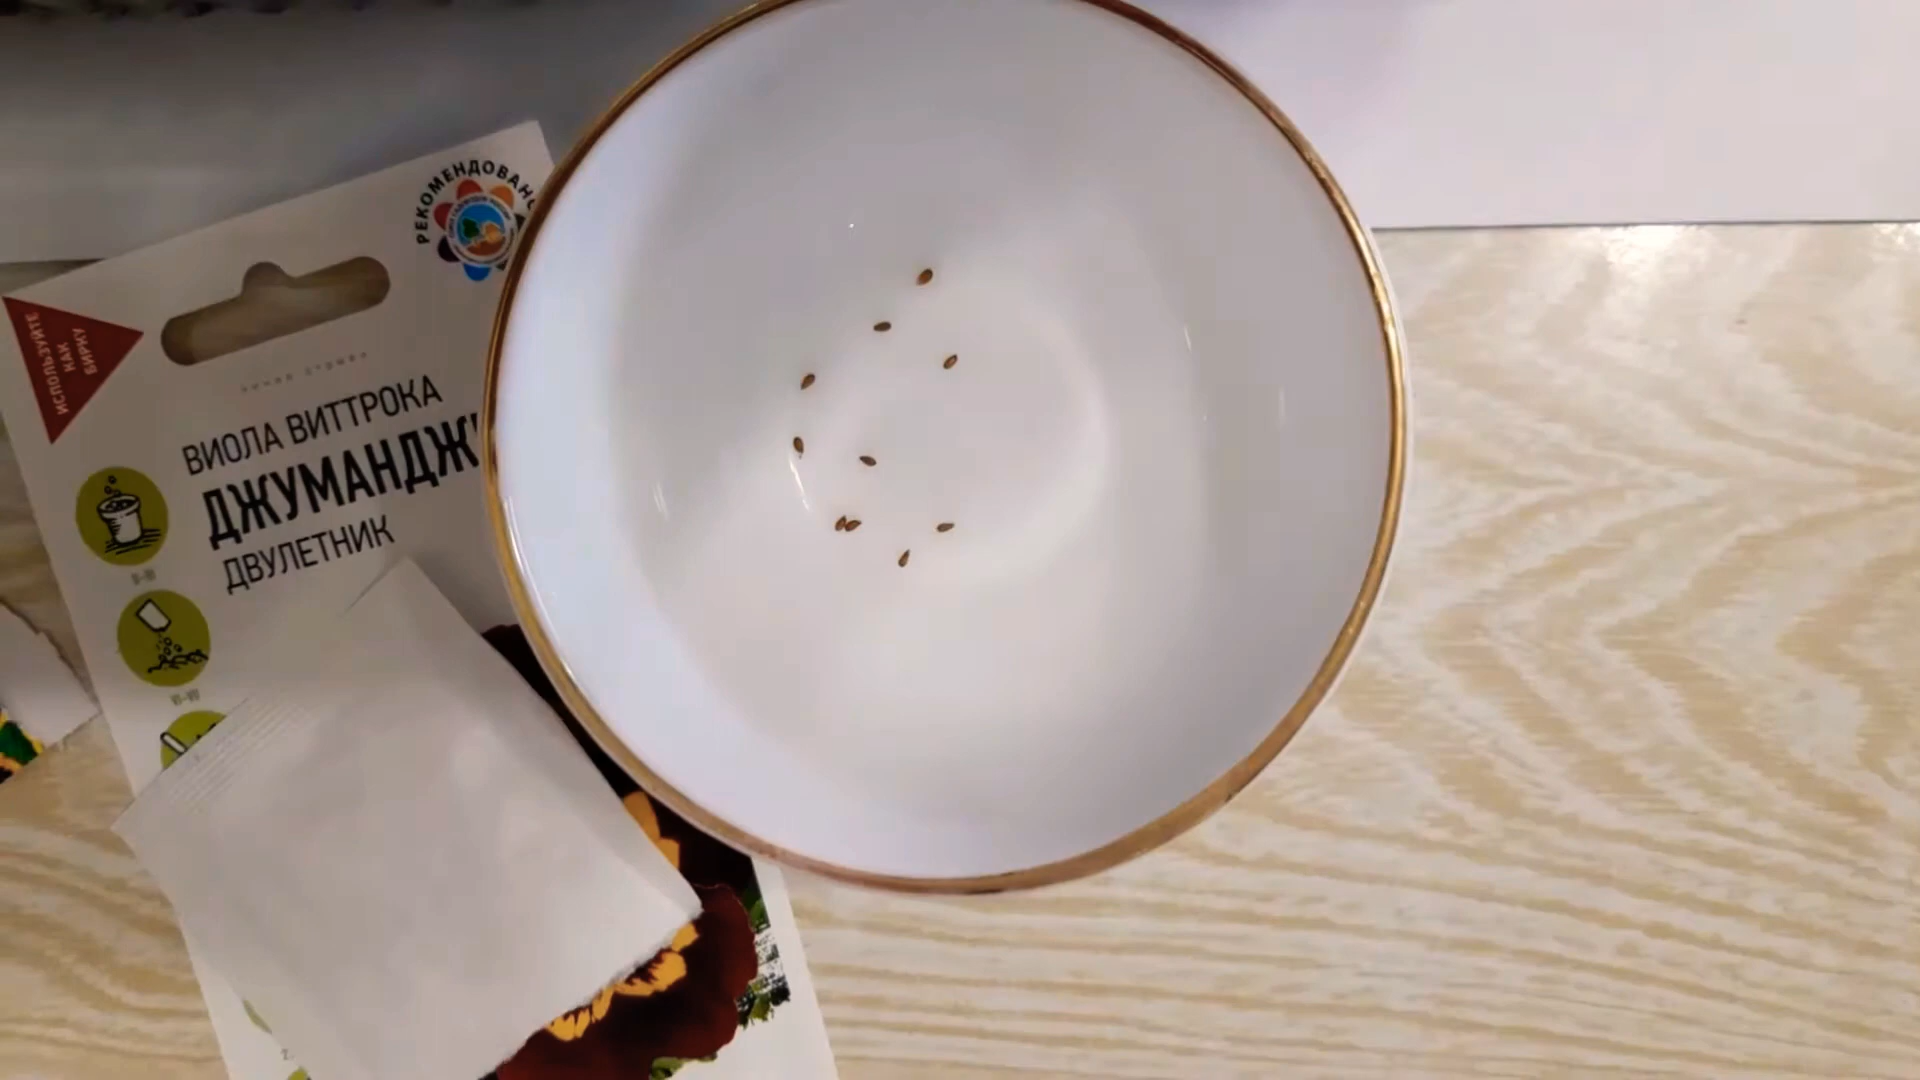 РЕКОМЕНДОВАНО
ИСПОЛЬЗУЙТЕ
КАК
БИРКУ
ВИОЛА ВИТТРОКА
ДЖУМАНДЖ
ДВУЛЕТНИК